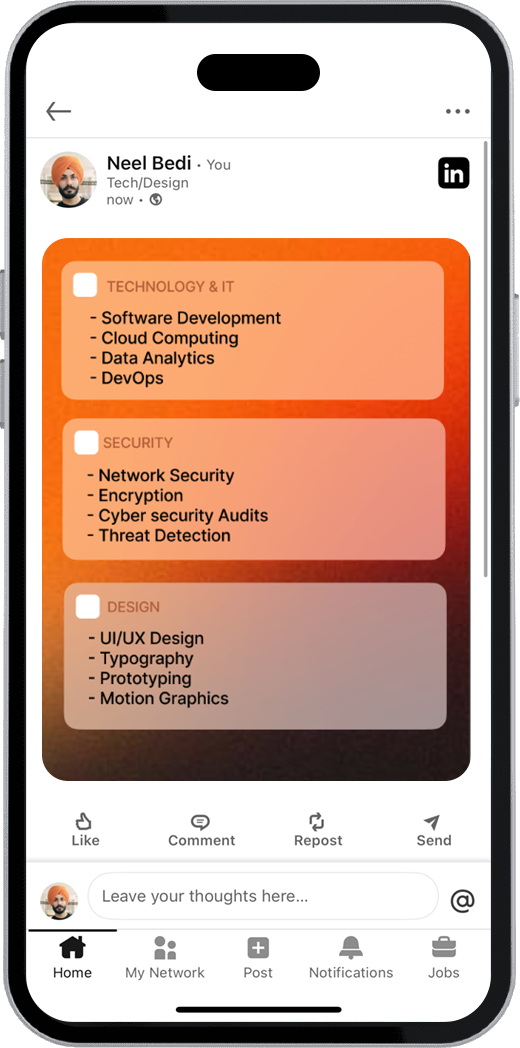 Neel Bedi • You
Tech/Design
now •
in
TECHNOLOGY & IT
- Software Development
- Cloud Computing
- Data Analytics
- DevOps
SECURITY
- Network Security
- Encryption
- Cyber security Audits
- Threat Detection
DESIGN
- UI/UX Design
- Typography
- Prototyping
- Motion Graphics
Like Comment Repost Send
Leave your thoughts here... @
Home My Network Post Notifications Jobs